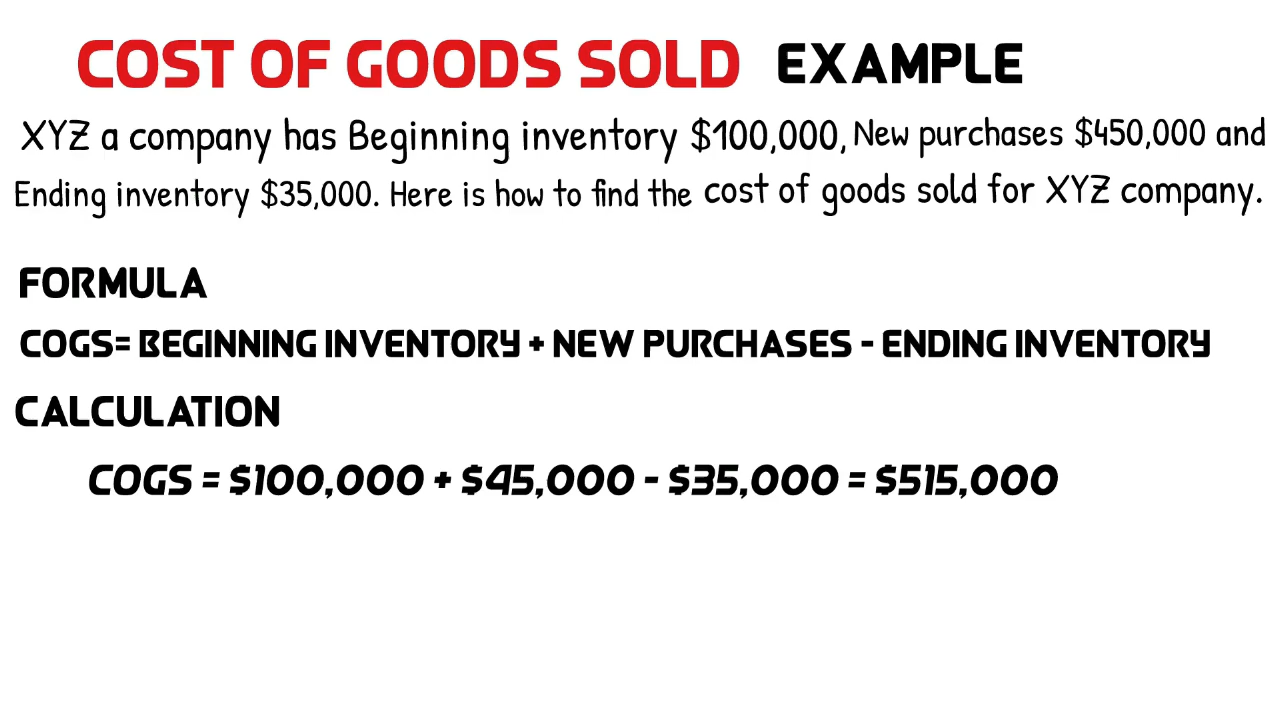 COST OF GOODS SOLD EXAMPLE
XYZ a company has Beginning inventory $100,000, New purchases $450,000 and
Ending inventory $35,000. Here is how to find the cost of goods sold for XYZ company.
FORMULA
COGS= BEGINNING INVENTORY + NEW PURCHASES - ENDING INVENTORY
CALCULATION
COGS = $100,000 + $45,000 - $35,000 = $515,000